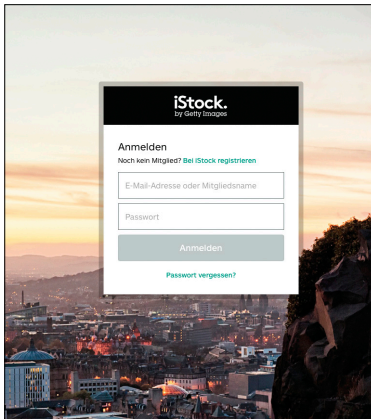 iStock.
by Getty Images
Anmelden
Noch kein Mitglied? Bei iStock registrieren
E-Mail-Adresse oder Mitgliedsname
Passwort
Anmelden
Passwort vergessen?